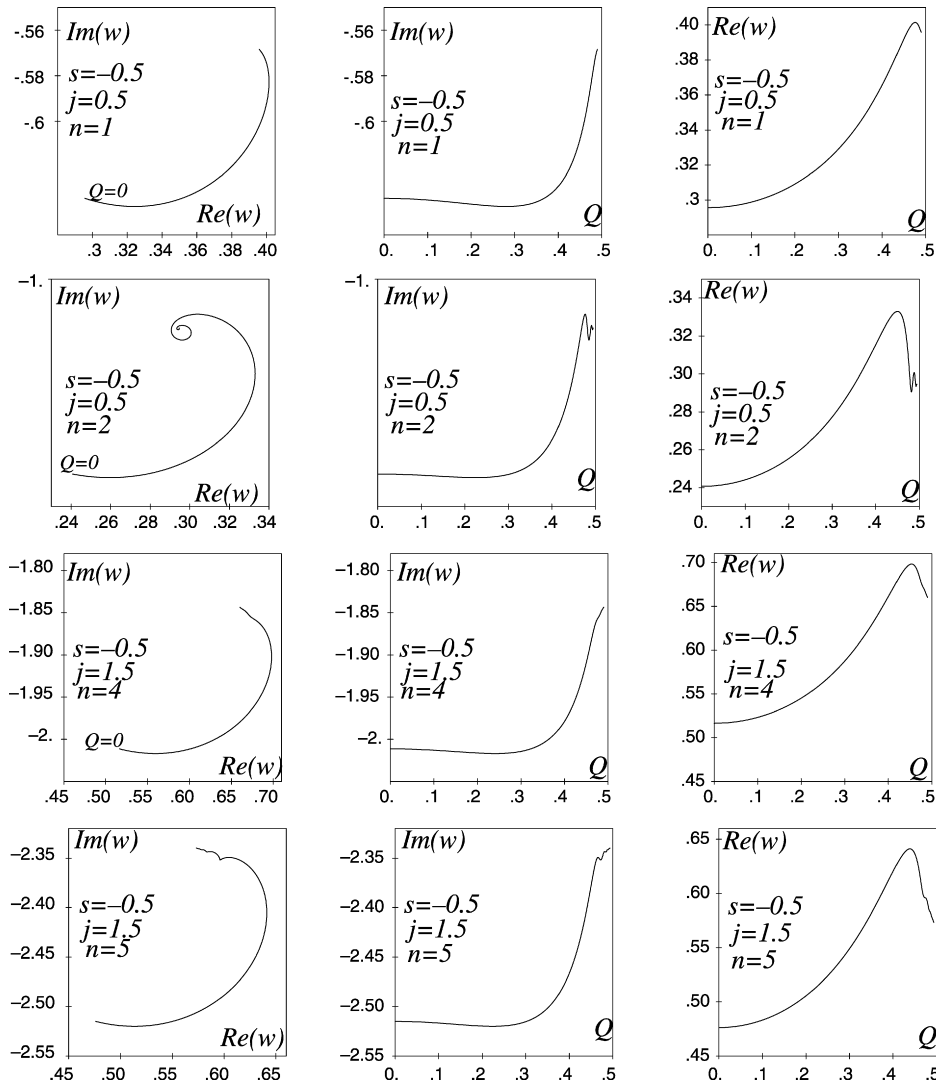 -.56
Im(w)
-.58
s=–0.5
j=0.5
-.6
n=1
Q=0
Re(w)
.3 .32 .34 .36 .38 .40
-.56
Im(w)
-.58
s=–0.5
-.6
j=0.5
n=1
Q
0. .1 .2 .3 .4 .5
.40
Re(w)
.38
s=–0.5
.36
j=0.5
.34
n=1
.32
.3
Q
0. .1 .2 .3 .4 .5
–1.
Im(w)
s=–0.5
j=0.5
n=2
Q=0
Re(w)
.24 .26 .28 .30 .32 .34
–1.
Im(w)
s=–0.5
j=0.5
n=2
Q
0. .1 .2 .3 .4 .5
.34
Re(w)
.32
.30
s=–0.5
.28
j=0.5
.26
n=2
.24
Q
0. .1 .2 .3 .4 .5
–1.80
Im(w)
–1.85
–1.90
s=–0.5
j=1.5
–1.95
n=4
–2.
Q=0
Re(w)
.45 .50 .55 .60 .65 .70
–1.80
Im(w)
–1.85
–1.90
s=–0.5
j=1.5
–1.95
n=4
–2.
Q
0. .1 .2 .3 .4 .5
.70
Re(w)
.65
.60
s=–0.5
j=1.5
.55
n=4
.50
.45
Q
0. .1 .2 .3 .4 .5
Im(w)
–2.35
–2.40
s=–0.5
j=1.5
–2.45
n=5
–2.50
Re(w)
–2.55
.45 .50 .55 .60 .65
Im(w)
–2.35
–2.40
s=–0.5
j=1.5
–2.45
n=5
–2.50
Q
–2.55
0. .1 .2 .3 .4 .5
.65
Re(w)
.60
s=–0.5
j=1.5
.55
n=5
.50
Q
.45
0. .1 .2 .3 .4 .5